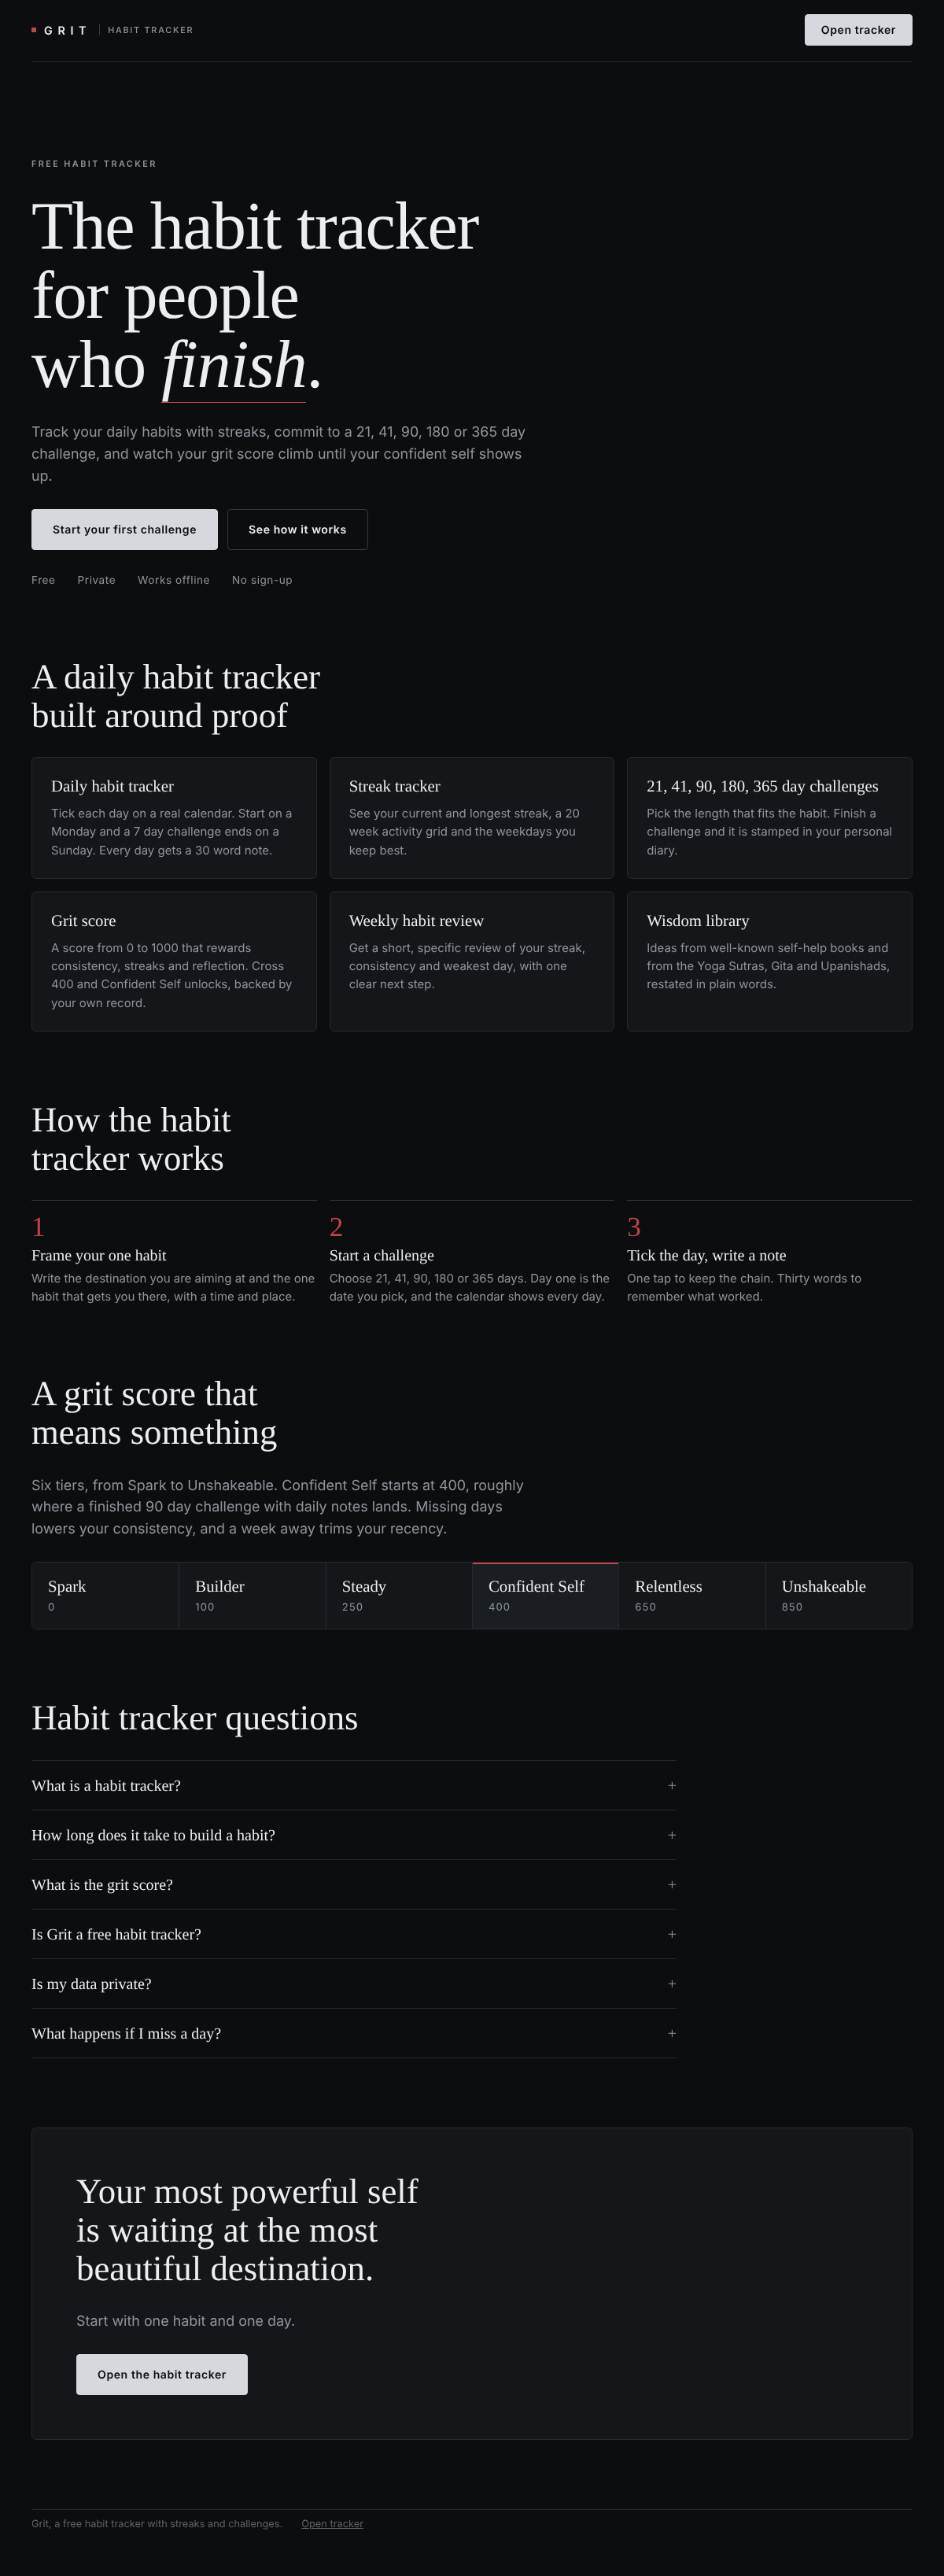 GRIT
HABIT TRACKER
Open tracker
FREE HABIT TRACKER
The habit tracker
for people
who finish.
Track your daily habits with streaks, commit to a 21, 41, 90, 180 or 365 day
challenge, and watch your grit score climb until your confident self shows
up.
Start your first challenge
See how it works
Free
Private
Works offline
No sign-up
A daily habit tracker
built around proof
Daily habit tracker
Tick each day on a real calendar. Start on a
Monday and a 7 day challenge ends on a
Sunday. Every day gets a 30 word note.
Streak tracker
See your current and longest streak, a 20
week activity grid and the weekdays you
keep best.
21, 41, 90, 180, 365 day challenges
Pick the length that fits the habit. Finish a
challenge and it is stamped in your personal
diary.
Grit score
A score from 0 to 1000 that rewards
consistency, streaks and reflection. Cross
400 and Confident Self unlocks, backed by
your own record.
Weekly habit review
Get a short, specific review of your streak,
consistency and weakest day, with one
clear next step.
Wisdom library
Ideas from well-known self-help books and
from the Yoga Sutras, Gita and Upanishads,
restated in plain words.
How the habit
tracker works
1
Frame your one habit
Write the destination you are aiming at and the one
habit that gets you there, with a time and place.
2
Start a challenge
Choose 21, 41, 90, 180 or 365 days. Day one is the
date you pick, and the calendar shows every day.
3
Tick the day, write a note
One tap to keep the chain. Thirty words to
remember what worked.
A grit score that
means something
Six tiers, from Spark to Unshakeable. Confident Self starts at 400, roughly
where a finished 90 day challenge with daily notes lands. Missing days
lowers your consistency, and a week away trims your recency.
Spark
0
Builder
100
Steady
250
Confident Self
400
Relentless
650
Unshakeable
850
Habit tracker questions
What is a habit tracker?
+
How long does it take to build a habit?
+
What is the grit score?
+
Is Grit a free habit tracker?
+
Is my data private?
+
What happens if I miss a day?
+
Your most powerful self
is waiting at the most
beautiful destination.
Start with one habit and one day.
Open the habit tracker
Grit, a free habit tracker with streaks and challenges.
Open tracker